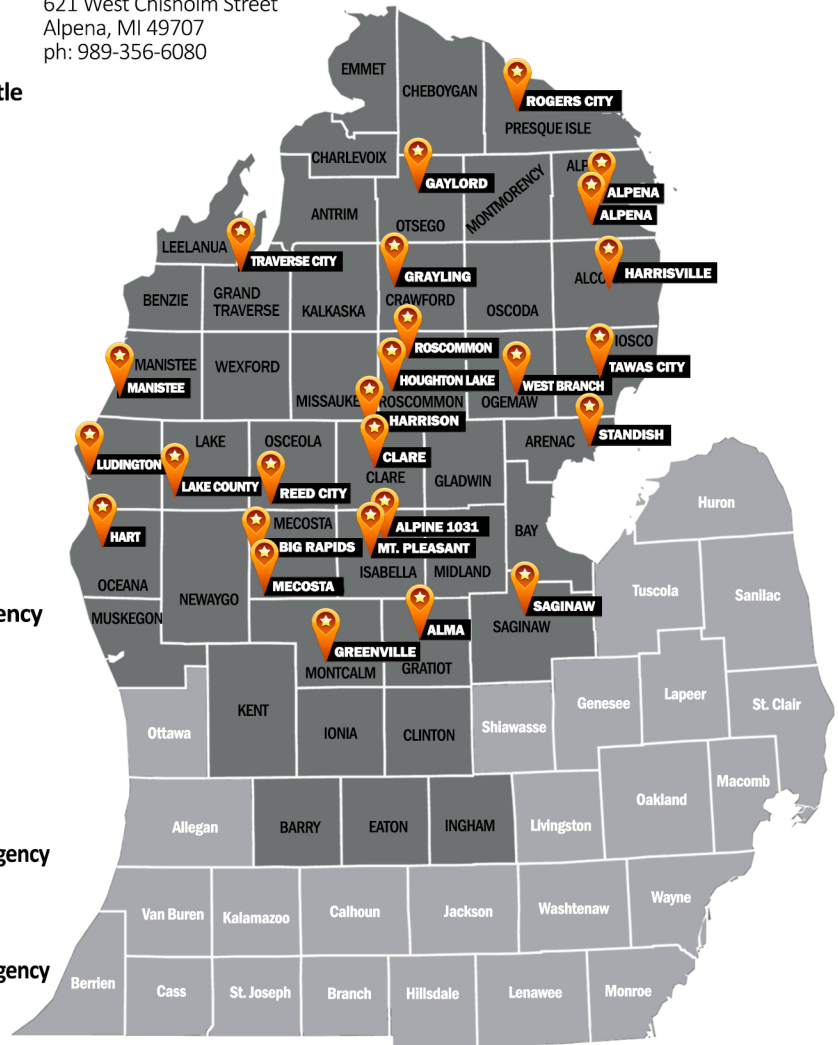 621 West Chisholm Street
Alpena, MI 49707
ph: 989-356-6080
tle
EMMET
CHEBOYGAN
ROGERS CITY
PRESQUE ISLE
CHARLEVOIX
GAYLORD
MONTMORENCY
ALP
ALPENA
ALPENA
ANTRIM
OTSEGO
LEELANUA
TRAVERSE CITY
GRAYLING
ALCO
HARRISVILLE
BENZIE
GRAND
TRAVERSE
KALKASKA
CRAWFORD
OSCODA
ROSCOMMON
IOSCO
MANISTEE
MANISTEE
WEXFORD
HOUGHTON LAKE
WEST BRANCH
TAWAS CITY
MISSAUKE
ROSCOMMON
OGEMAW
HARRISON
LAKE
OSCEOLA
ARENAC
STANDISH
LUDINGTON
CLARE
LAKE COUNTY
REED CITY
CLARE
GLADWIN
Huron
HART
MECOSTA
ALPINE 1031
BAY
BIG RAPIDS
MT. PLEASANT
OCEANA
MECOSTA
ISABELLA
MIDLAND
NEWAYGO
Tuscola
Sanilac
ency
MUSKEGON
SAGINAW
ALMA
SAGINAW
GREENVILLE
MONTCALM
GRATIOT
KENT
Genesee
Lapeer
St. Clair
Ottawa
IONIA
CLINTON
Shiawasse
Macomb
Oakland
gency
Allegan
BARRY
EATON
INGHAM
Livingston
Van Buren
Kalamazoo
Calhoun
Jackson
Washtenaw
Wayne
gency
Berrien
Cass
St. Joseph
Branch
Hillsdale
Lenawee
Monroe